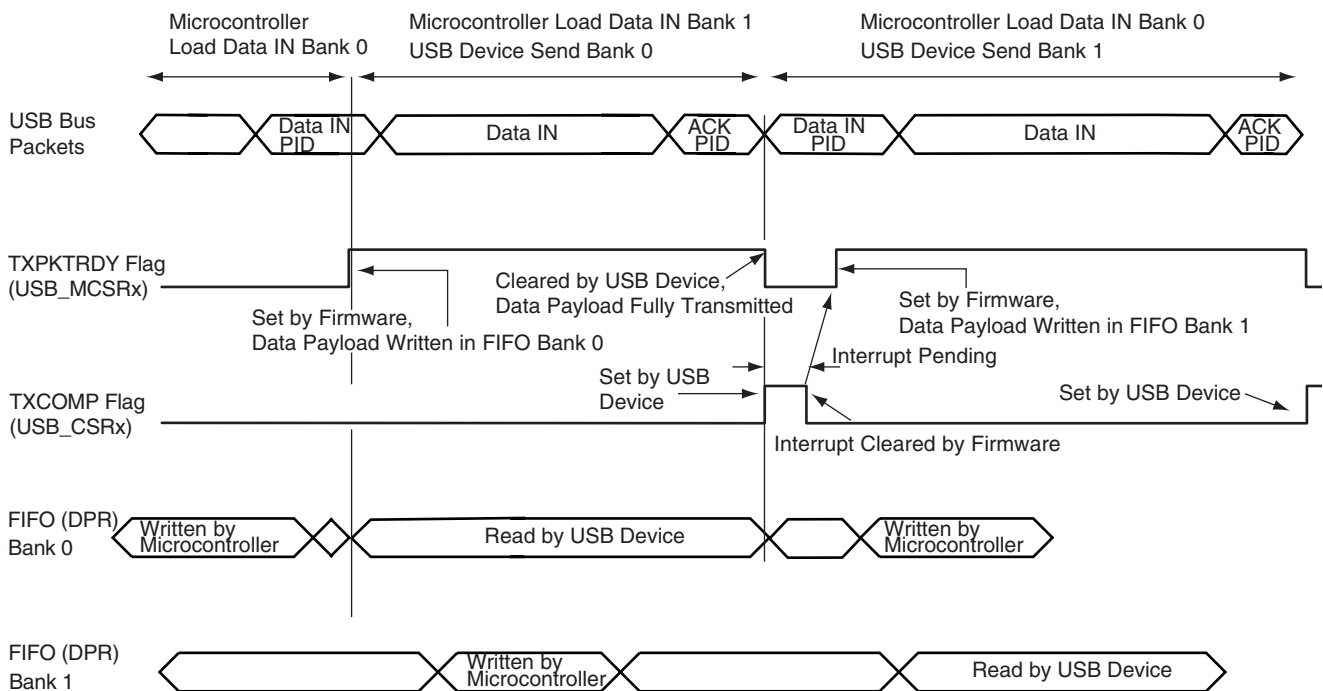 Microcontroller
Load Data IN Bank 0
Microcontroller Load Data IN Bank 1
USB Device Send Bank 0
Microcontroller Load Data IN Bank 0
USB Device Send Bank 1
USB Bus
Packets
Data IN
PID
Data IN
ACK
PID
Data IN
PID
Data IN
ACK
PID
TXPKTRDY Flag
(USB_MCSRx)
Set by Firmware,
Data Payload Written in FIFO Bank 0
Cleared by USB Device,
Data Payload Fully Transmitted
Set by Firmware,
Data Payload Written in FIFO Bank 1
Interrupt Pending
TXCOMP Flag
(USB_CSRx)
Set by USB
Device
Interrupt Cleared by Firmware
Set by USB Device
FIFO (DPR)
Bank 0
Written by
Microcontroller
Read by USB Device
Written by
Microcontroller
FIFO (DPR)
Bank 1
Written by
Microcontroller
Read by USB Device